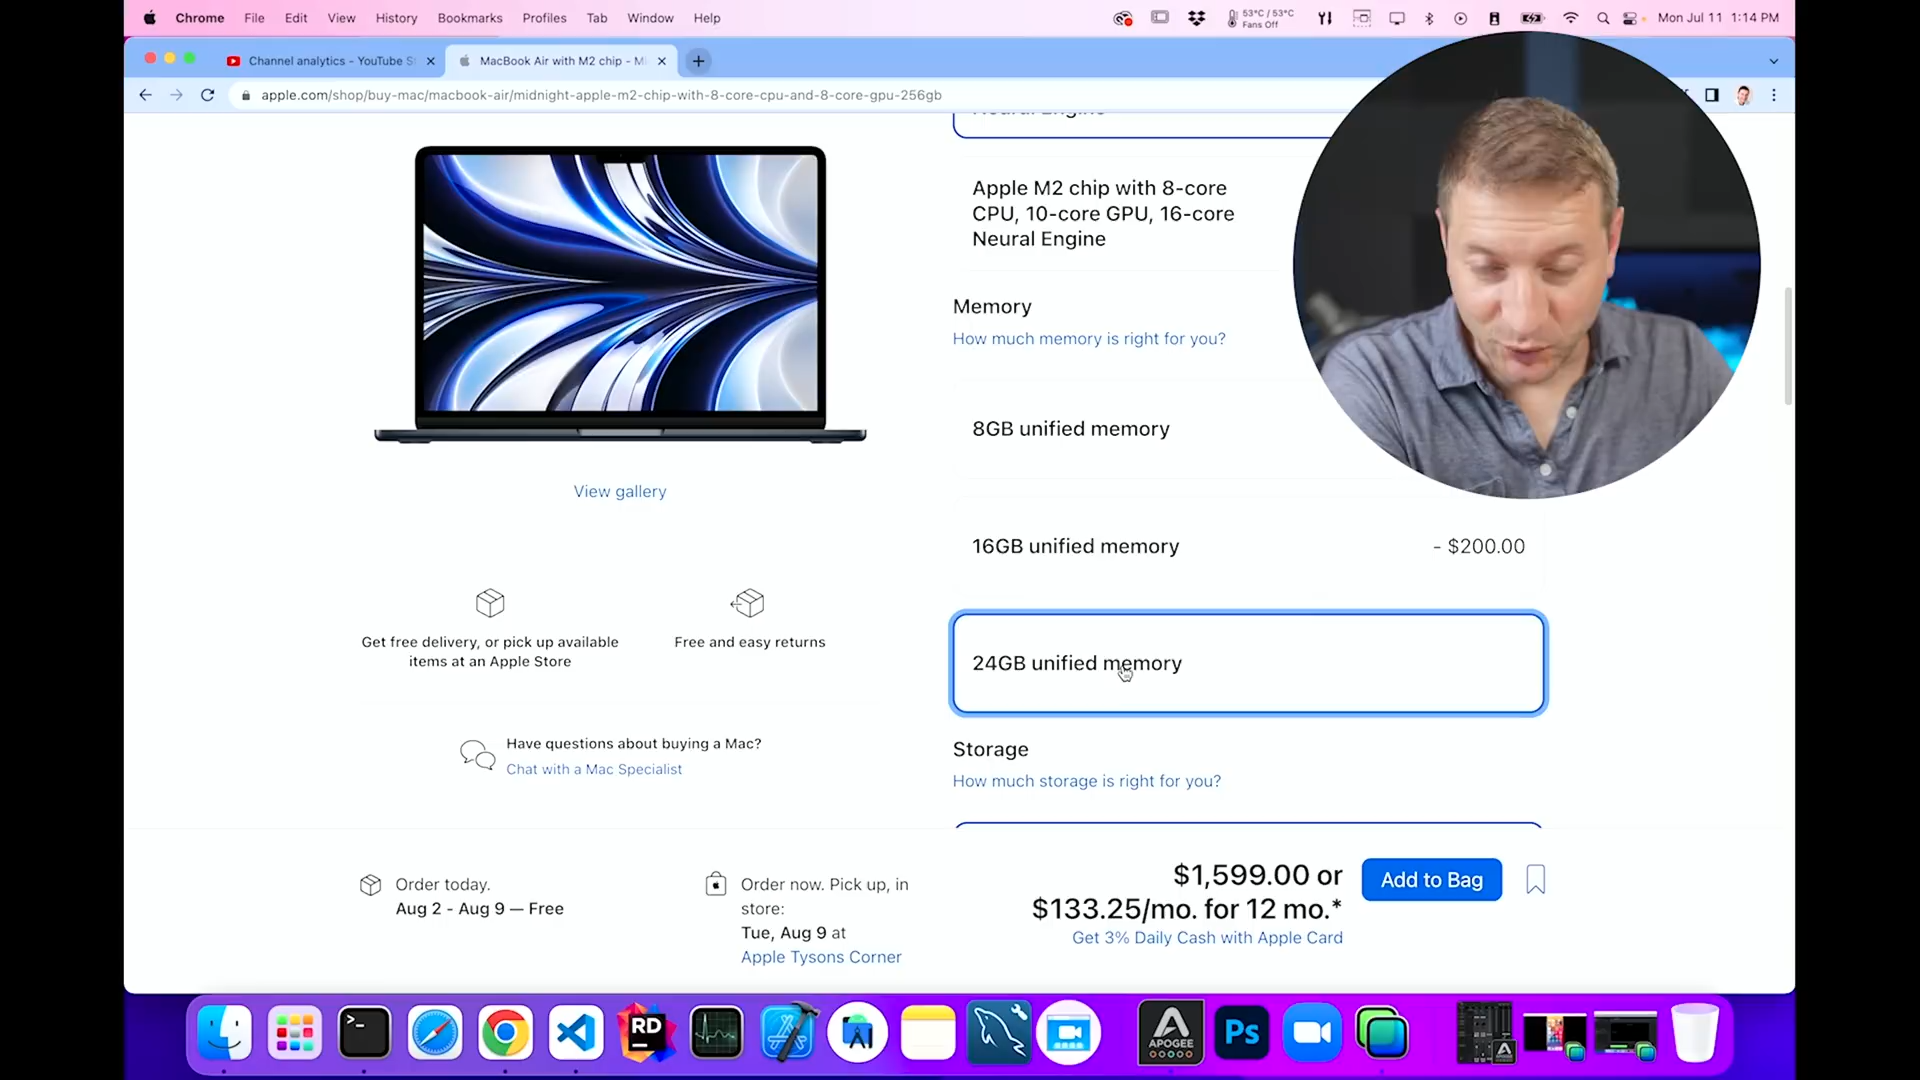 Chrome File Edit View History Bookmarks Profiles Tab Window Help
53°C / 53°C
Fans Off
Mon Jul 11 1:14 PM
Channel analytics - YouTube S
MacBook Air with M2 chip - Mi
apple.com/shop/buy-mac/macbook-air/midnight-apple-m2-chip-with-8-core-cpu-and-8-core-gpu-256gb
Neural Engine
Apple M2 chip with 8-core
CPU, 10-core GPU, 16-core
Neural Engine
Memory
How much memory is right for you?
8GB unified memory
View gallery
16GB unified memory
- $200.00
24GB unified memory
Get free delivery, or pick up available
items at an Apple Store
Free and easy returns
Have questions about buying a Mac?
Chat with a Mac Specialist
Storage
How much storage is right for you?
Order today.
Aug 2 - Aug 9 — Free
Order now. Pick up, in
store:
Tue, Aug 9 at
Apple Tysons Corner
$1,599.00 or
$133.25/mo. for 12 mo.*
Get 3% Daily Cash with Apple Card
Add to Bag
RD
APOGEE
Ps